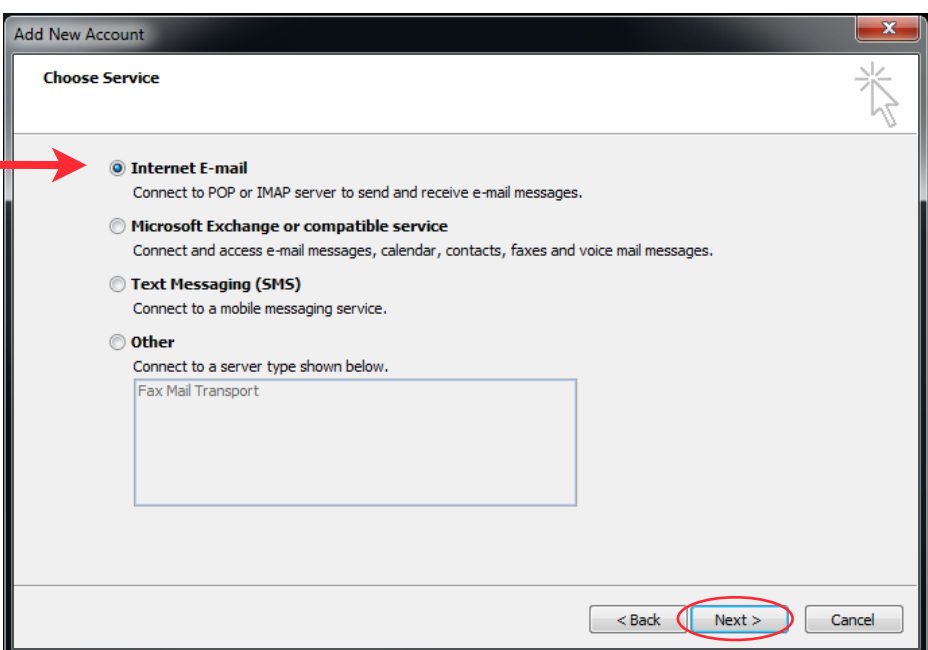 Add New Account
Choose Service
Internet E-mail
Connect to POP or IMAP server to send and receive e-mail messages.
Microsoft Exchange or compatible service
Connect and access e-mail messages, calendar, contacts, faxes and voice mail messages.
Text Messaging (SMS)
Connect to a mobile messaging service.
Other
Connect to a server type shown below.
Fax Mail Transport
< Back Next > Cancel